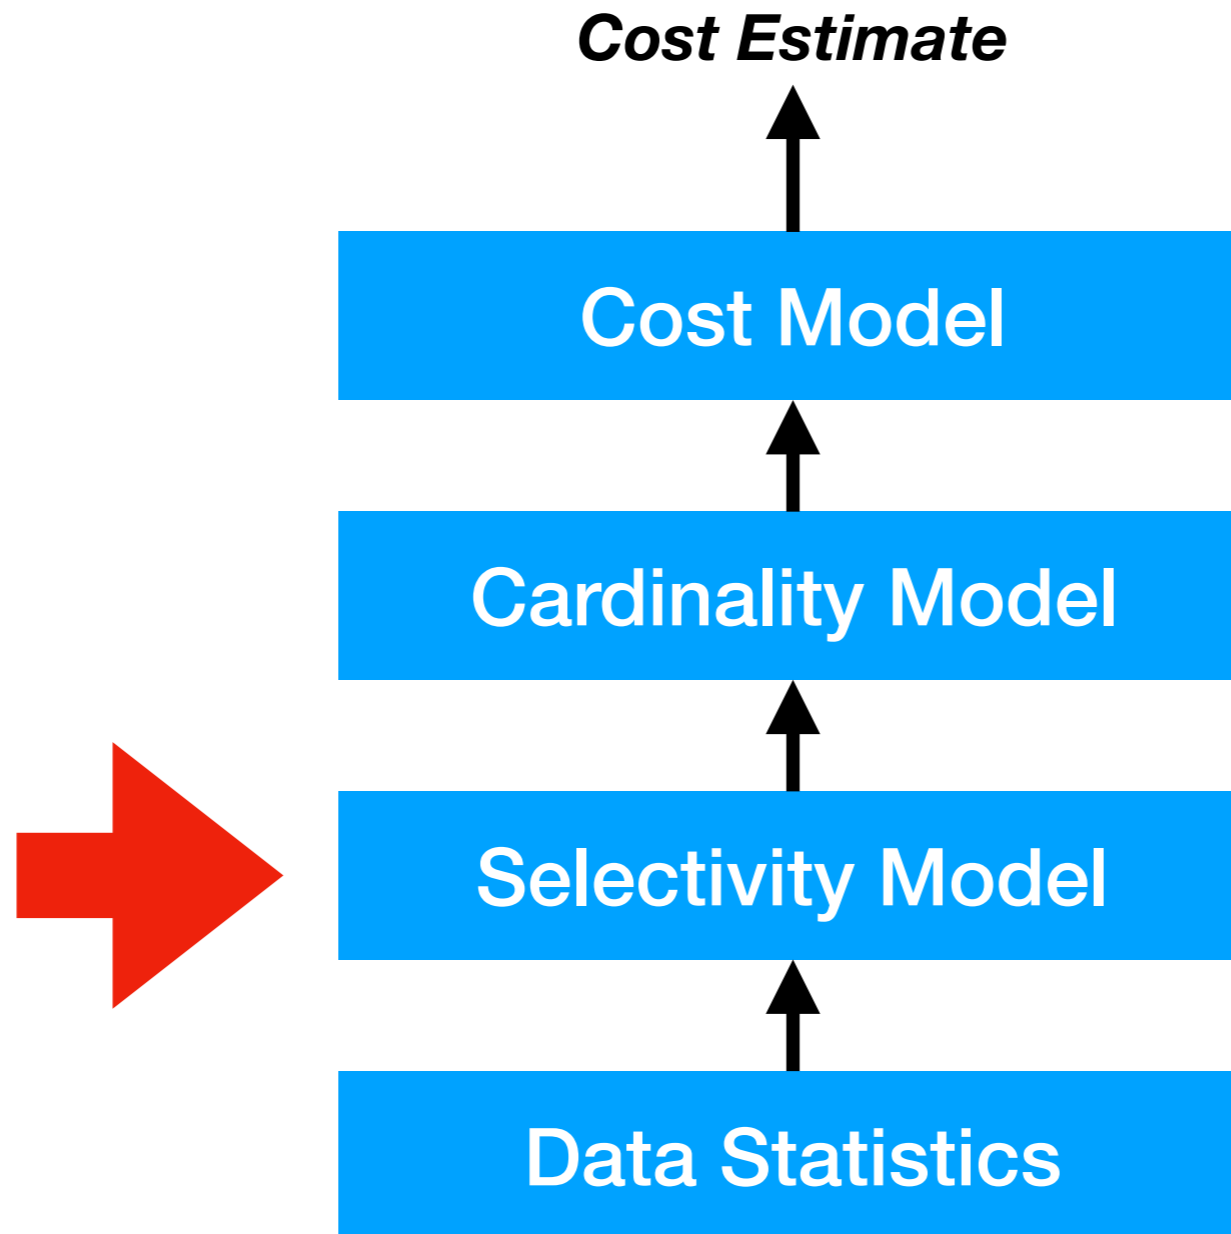 Cost Estimate
Cost Model
Cardinality Model
Selectivity Model
Data Statistics